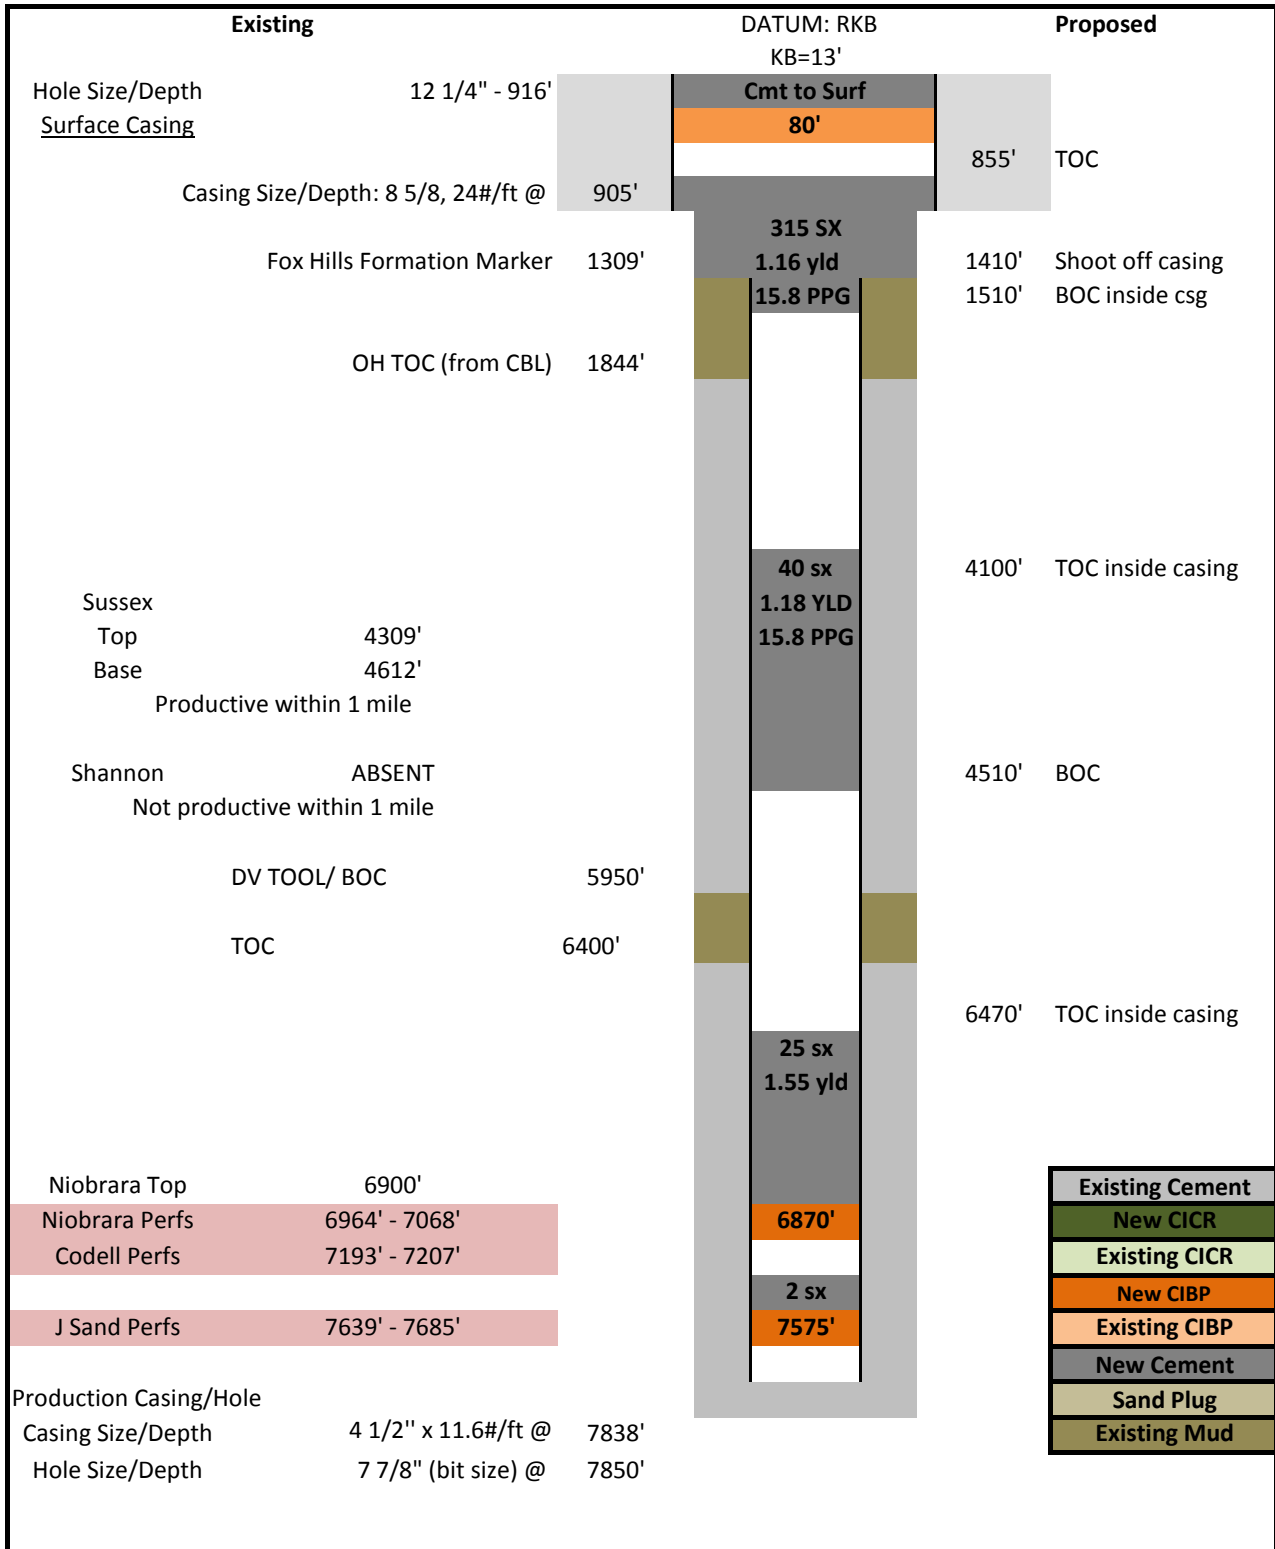 Existing DATUM: RKB Proposed
KB=13'
Hole Size/Depth 12 1/4" - 916' Cmt to Surf
Surface Casing 80'
855' TOC
Casing Size/Depth: 8 5/8, 24#/ft @ 905'
315 SX
Fox Hills Formation Marker 1309' 1.16 yld 1410' Shoot off casing
15.8 PPG 1510' BOC inside csg
OH TOC (from CBL) 1844'
40 sx 4100' TOC inside casing
Sussex 1.18 YLD
Top 4309' 15.8 PPG
Base 4612'
Productive within 1 mile
Shannon ABSENT 4510' BOC
Not productive within 1 mile
DV TOOL/ BOC 5950'
TOC 6400'
6470' TOC inside casing
25 sx
1.55 yld
Niobrara Top 6900' Existing Cement
Niobrara Perfs 6964' - 7068' 6870' New CICR
Codell Perfs 7193' - 7207' Existing CICR
2 sx New CIBP
J Sand Perfs 7639' - 7685' 7575' Existing CIBP
New Cement
Production Casing/Hole Sand Plug
Casing Size/Depth 4 1/2'' x 11.6#/ft @ 7838' Existing Mud
Hole Size/Depth 7 7/8" (bit size) @ 7850'